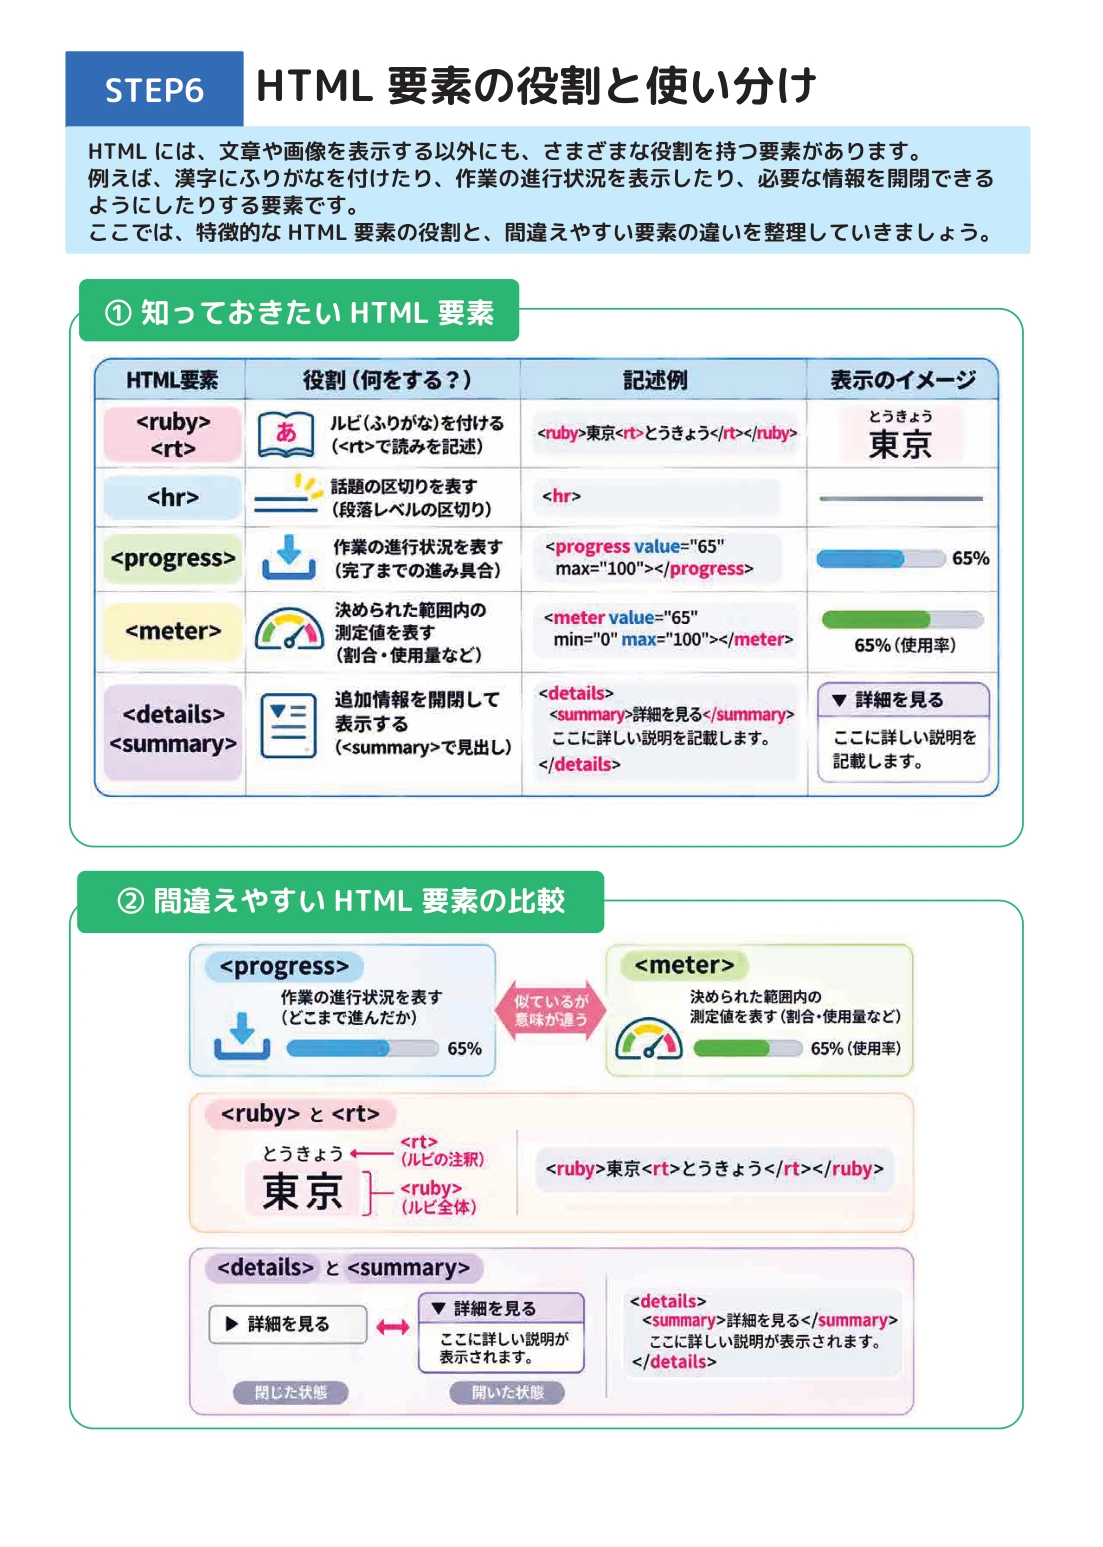 STEP6
HTML 要素の役割と使い分け
HTML には、文章や画像を表示する以外にも、さまざまな役割を持つ要素があります。
例えば、漢字にふりがなを付けたり、作業の進行状況を表示したり、必要な情報を開閉できる
ようにしたりする要素です。
ここでは、特徴的な HTML 要素の役割と、間違えやすい要素の違いを整理していきましょう。
① 知っておきたい HTML 要素
HTML要素 役割（何をする？） 記述例 表示のイメージ
<ruby>
<rt>
あ
ルビ（ふりがな）を付ける
（<rt>で読みを記述）
<ruby>東京<rt>とうきょう</rt></ruby>
とうきょう
東京
<hr>
話題の区切りを表す
（段落レベルの区切り）
<hr>
<progress>
作業の進行状況を表す
（完了までの進み具合）
<progress value="65"
max="100"></progress>
65%
<meter>
決められた範囲内の
測定値を表す
（割合・使用量など）
<meter value="65"
min="0" max="100"></meter>
65%（使用率）
<details>
<summary>
追加情報を開閉して
表示する
（<summary>で見出し）
<details>
<summary>詳細を見る</summary>
ここに詳しい説明を記載します。
</details>
▼ 詳細を見る
ここに詳しい説明を
記載します。
② 間違えやすい HTML 要素の比較
<progress>
作業の進行状況を表す
（どこまで進んだか）
65%
似ているが
意味が違う
<meter>
決められた範囲内の
測定値を表す（割合・使用量など）
65%（使用率）
<ruby> と <rt>
とうきょう
東京
<rt>
（ルビの注釈）
<ruby>
（ルビ全体）
<ruby>東京<rt>とうきょう</rt></ruby>
<details> と <summary>
▶ 詳細を見る
閉じた状態
▼ 詳細を見る
ここに詳しい説明が
表示されます。
開いた状態
<details>
<summary>詳細を見る</summary>
ここに詳しい説明が表示されます。
</details>